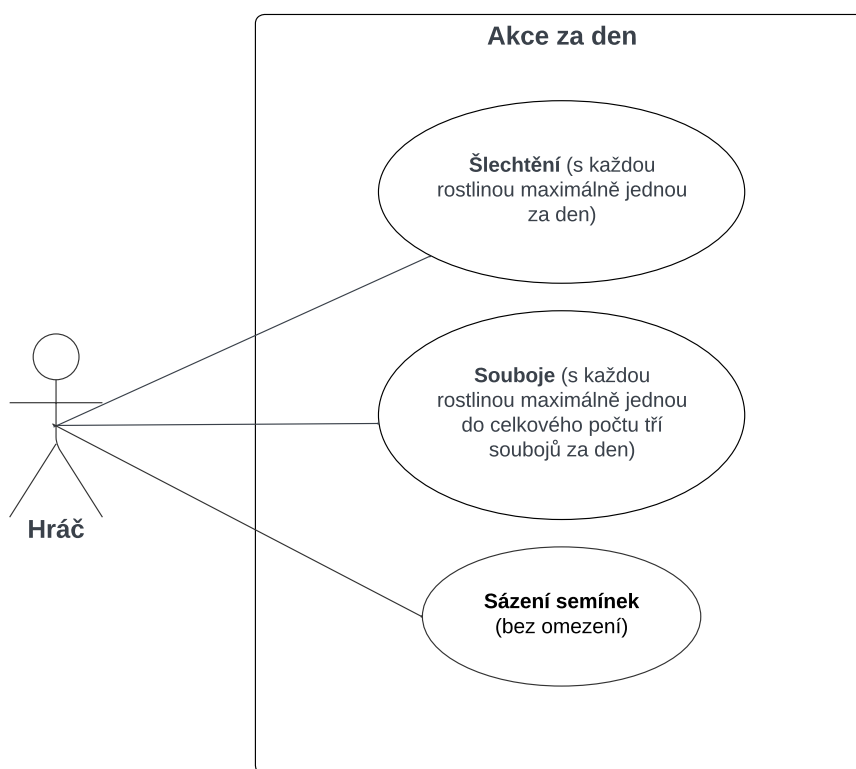 Akce za den
Šlechtění (s každou
rostlinou maximálně jednou
za den)
Souboje (s každou
rostlinou maximálně jednou
do celkového počtu tří
soubojů za den)
Hráč
Sázení semínek
(bez omezení)